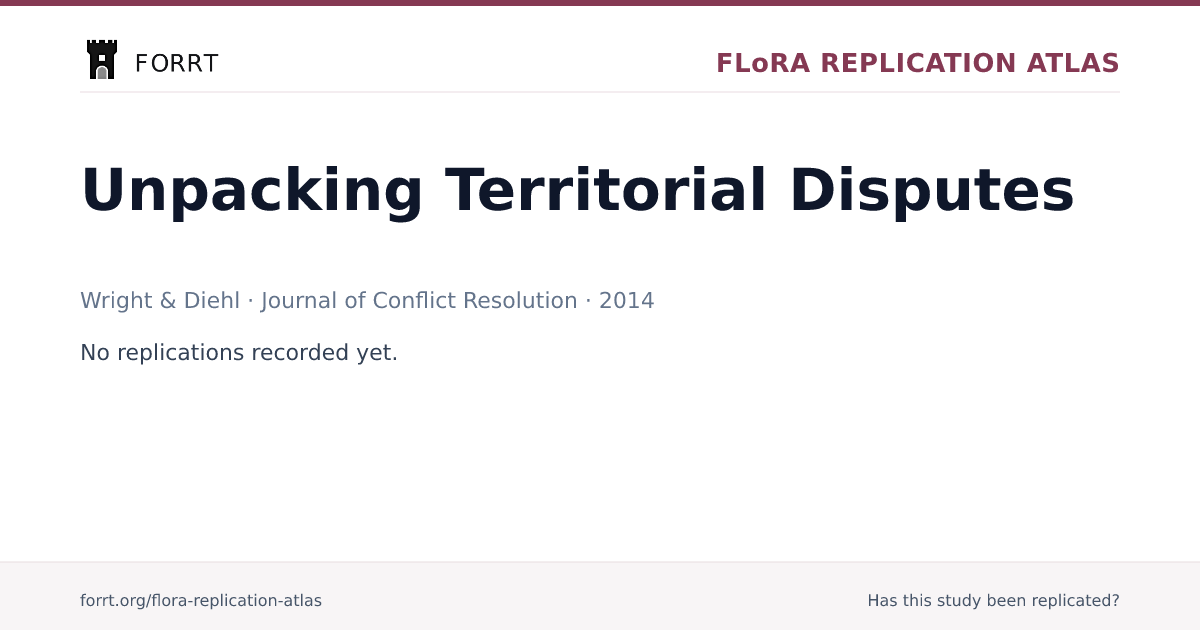 FORRT
FLoRA REPLICATION ATLAS
Unpacking Territorial Disputes
Wright & Diehl · Journal of Conflict Resolution · 2014
No replications recorded yet.
forrt.org/flora-replication-atlas
Has this study been replicated?